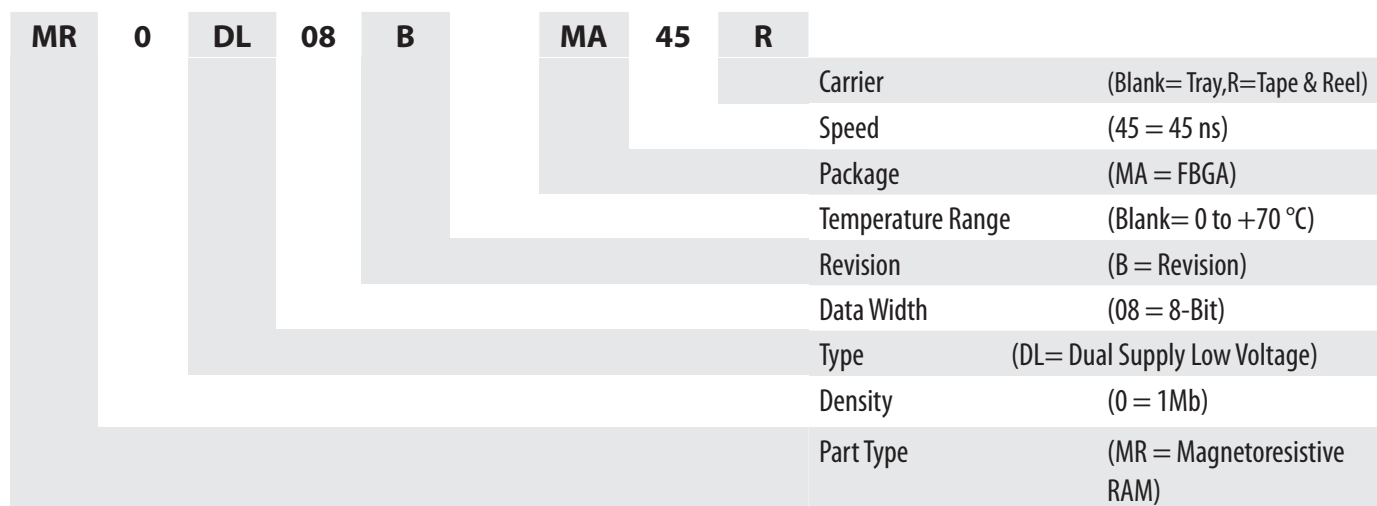 MR 0 DL 08 B MA 45 R
Carrier (Blank= Tray,R=Tape & Reel)
Speed (45 = 45 ns)
Package (MA = FBGA)
Temperature Range (Blank= 0 to +70 °C)
Revision (B = Revision)
Data Width (08 = 8-Bit)
Type (DL= Dual Supply Low Voltage)
Density (0 = 1Mb)
Part Type (MR = Magnetoresistive
RAM)